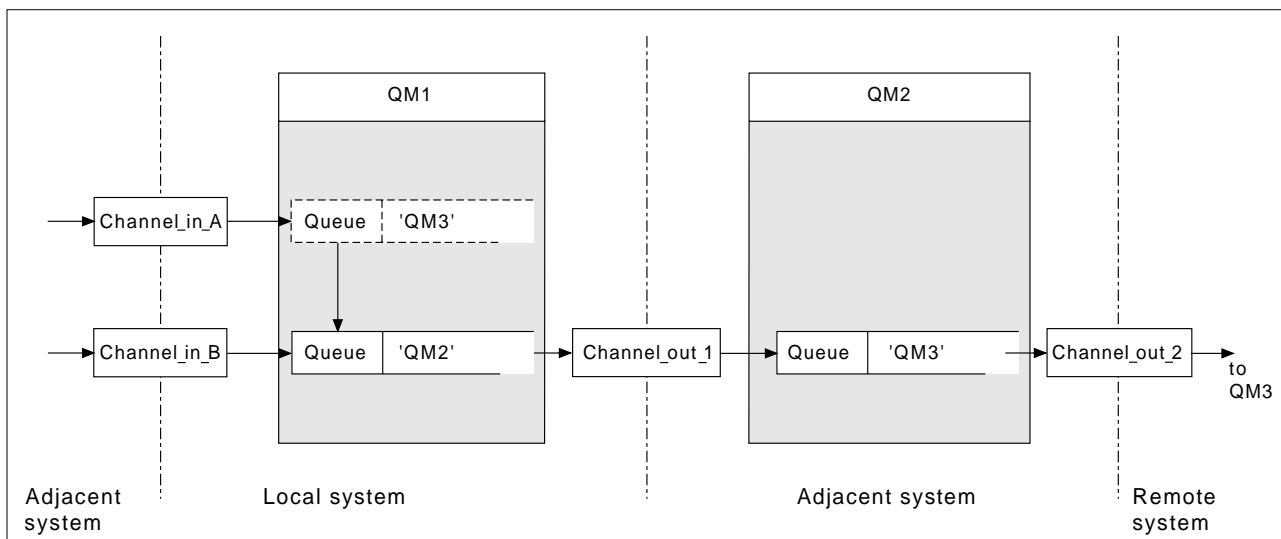 QM1
QM2
Channel_in_A
Queue 'QM3'
Channel_in_B
Queue 'QM2'
Channel_out_1
Queue 'QM3'
Channel_out_2
to
QM3
Adjacent
system
Local system
Adjacent system
Remote
system